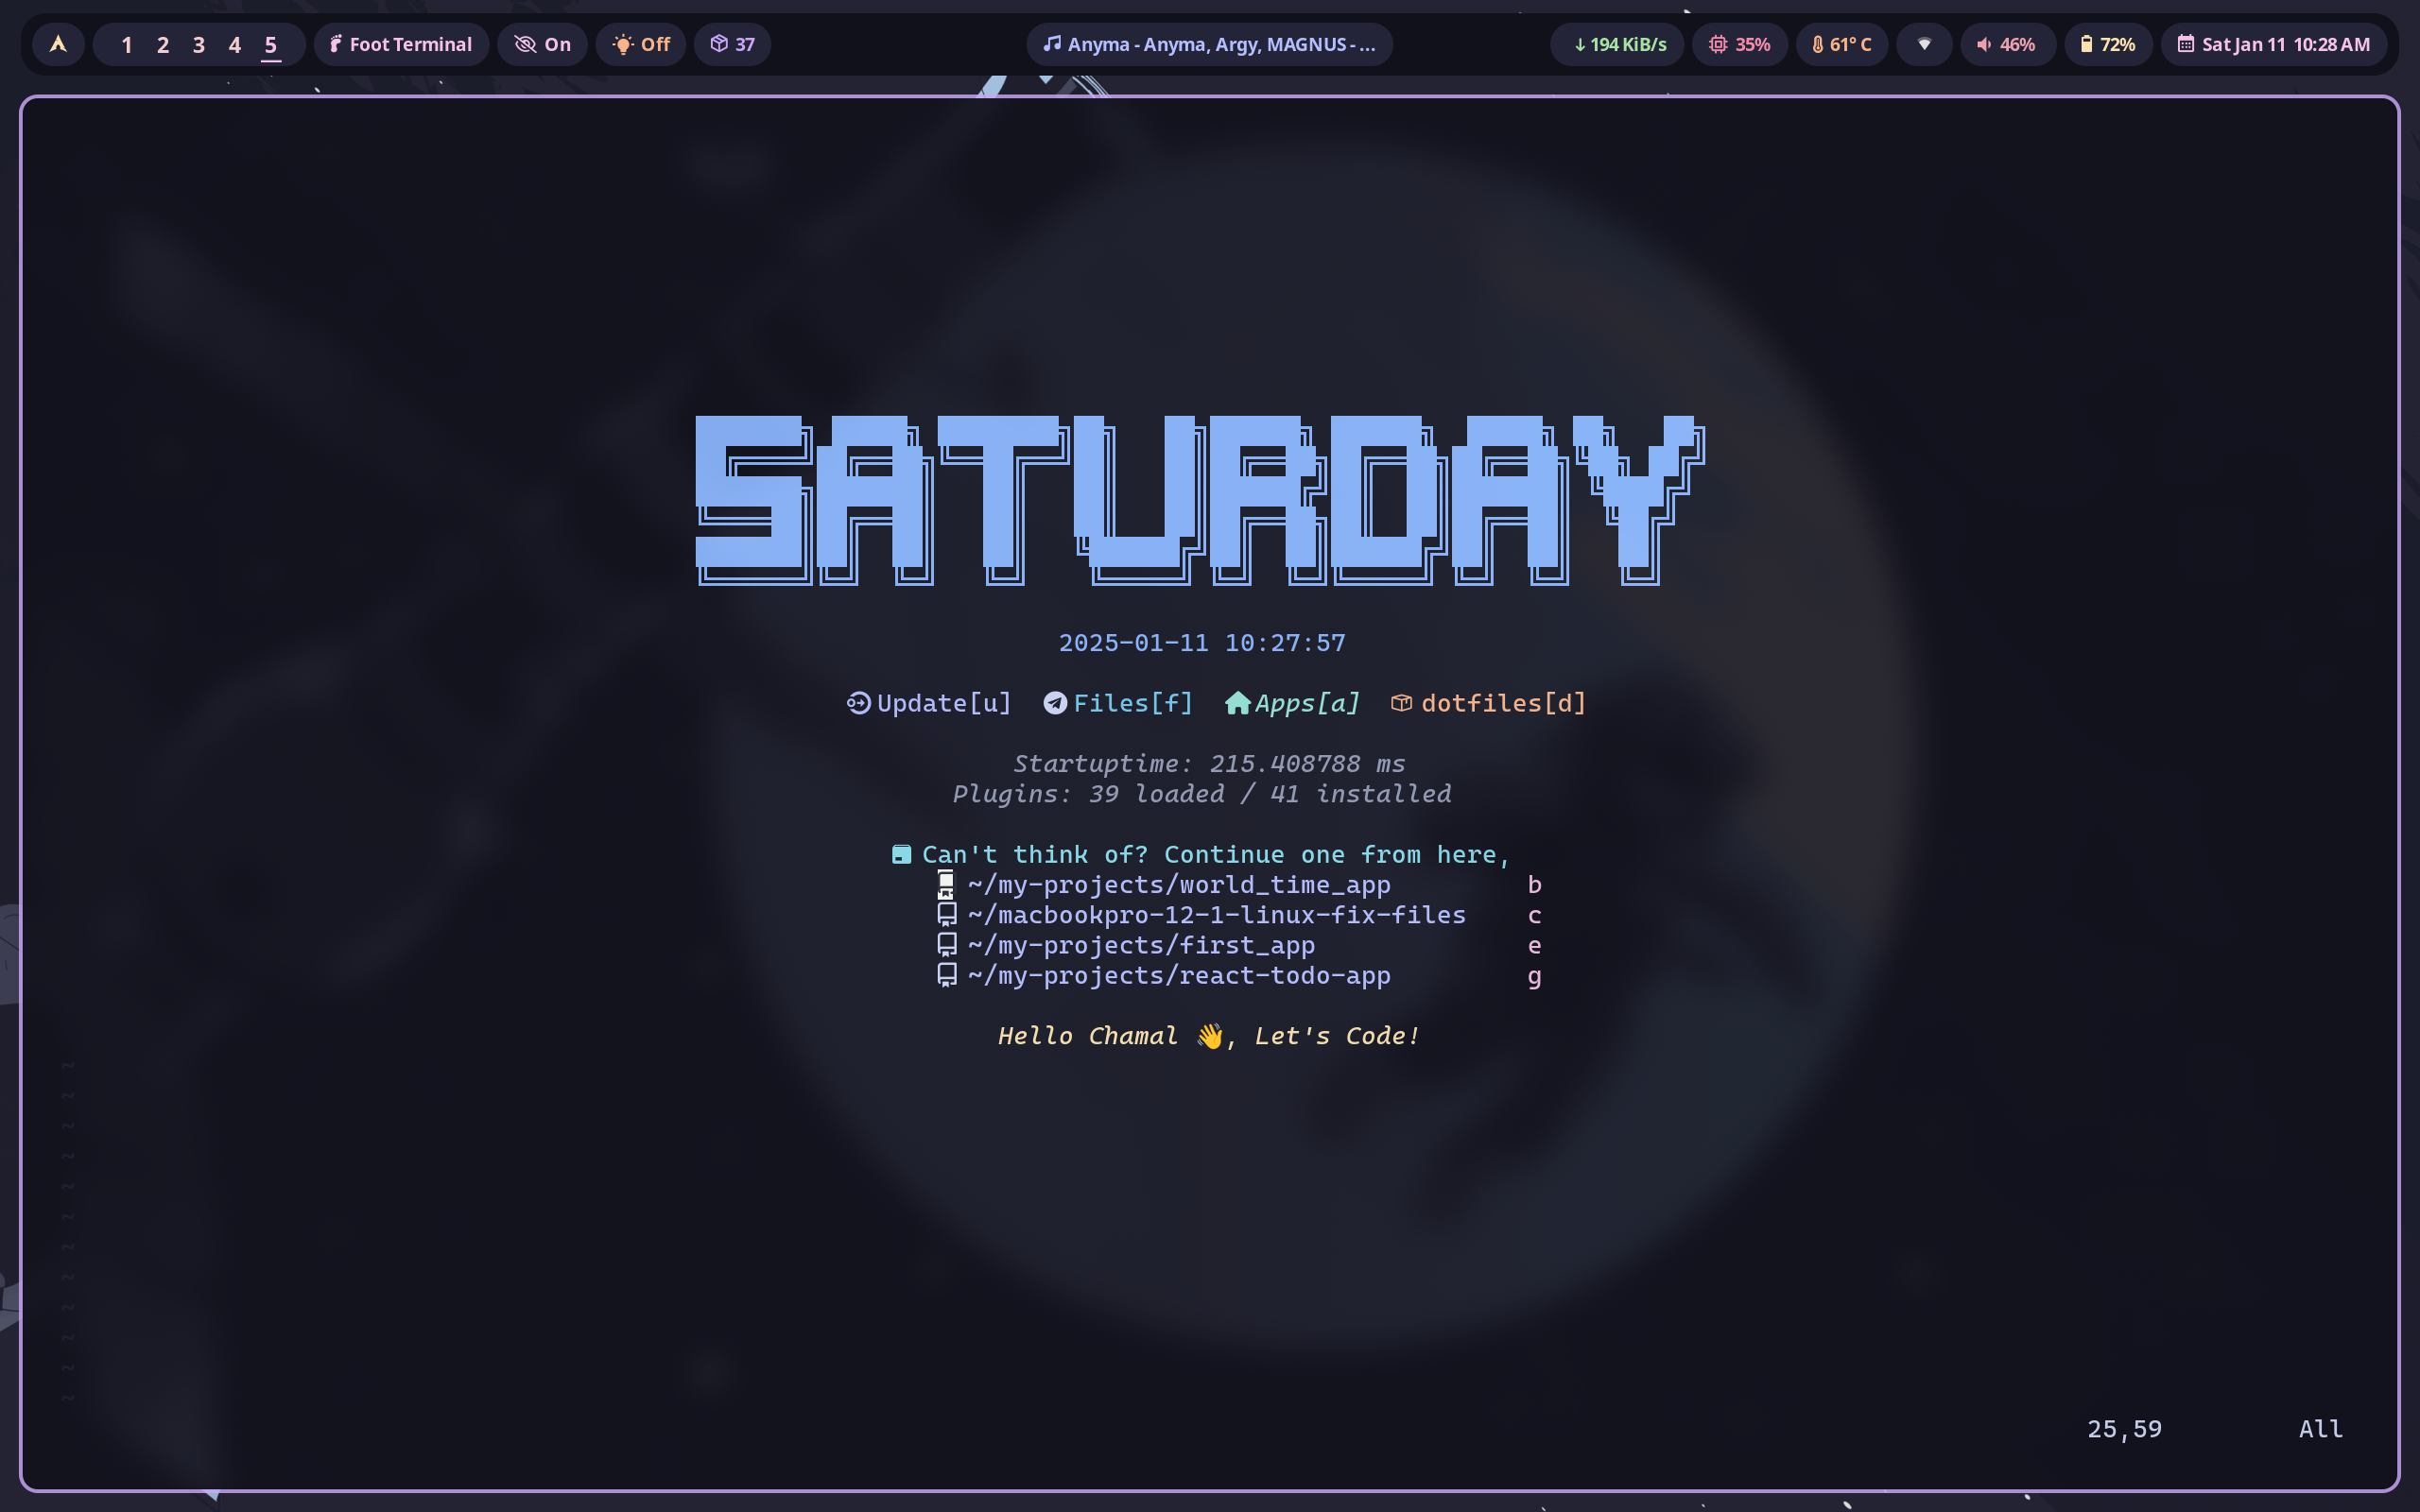 1 2 3 4 5 Foot Terminal On Off 37 Anyma - Anyma, Argy, MAGNUS - ... ↓ 194 KiB/s 35% 61° C 46% 72% Sat Jan 11 10:28 AM
SATURDAY
2025-01-11 10:27:57
Update[u] Files[f] Apps[a] dotfiles[d]
Startuptime: 215.408788 ms
Plugins: 39 loaded / 41 installed
Can't think of? Continue one from here,
~/my-projects/world_time_app b
~/macbookpro-12-1-linux-fix-files c
~/my-projects/first_app e
~/my-projects/react-todo-app g
Hello Chamal 👋, Let's Code!
~
~
~
~
~
~
~
~
~
~
~
~
25,59 All